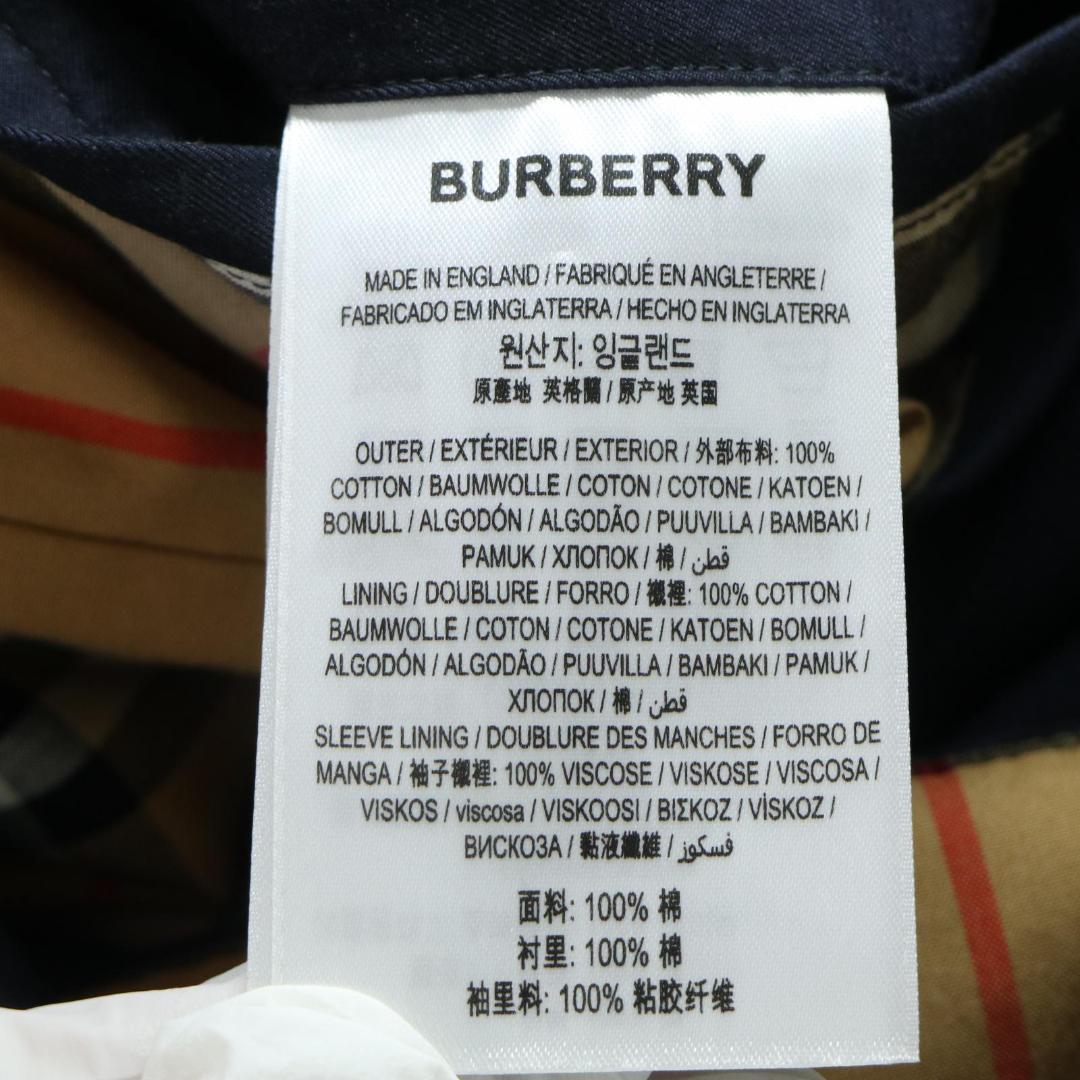 BURBERRY
MADE IN ENGLAND / FABRIQUÉ EN ANGLETERRE /
FABRICADO EM INGLATERRA / HECHO EN INGLATERRA
원산지: 잉글랜드
原產地 英格蘭 / 原产地 英国
OUTER / EXTÉRIEUR / EXTERIOR / 外部布料: 100%
COTTON / BAUMWOLLE / COTON / COTONE / KATOEN /
BOMULL / ALGODÓN / ALGODÃO / PUUVILLA / BAMBAKI /
PAMUK / ХЛОПОК / 棉 / قطن
LINING / DOUBLURE / FORRO / 襯裡: 100% COTTON /
BAUMWOLLE / COTON / COTONE / KATOEN / BOMULL /
ALGODÓN / ALGODÃO / PUUVILLA / BAMBAKI / PAMUK /
ХЛОПОК / 棉 / قطن
SLEEVE LINING / DOUBLURE DES MANCHES / FORRO DE
MANGA / 袖子襯裡: 100% VISCOSE / VISKOSE / VISCOSA /
VISKOS / viscosa / VISKOOSI / ΒΙΣΚΟΖ / VİSKOZ /
ВИСКОЗА / 黏液纖維 / فسكوز
面料: 100% 棉
衬里: 100% 棉
袖里料: 100% 粘胶纤维